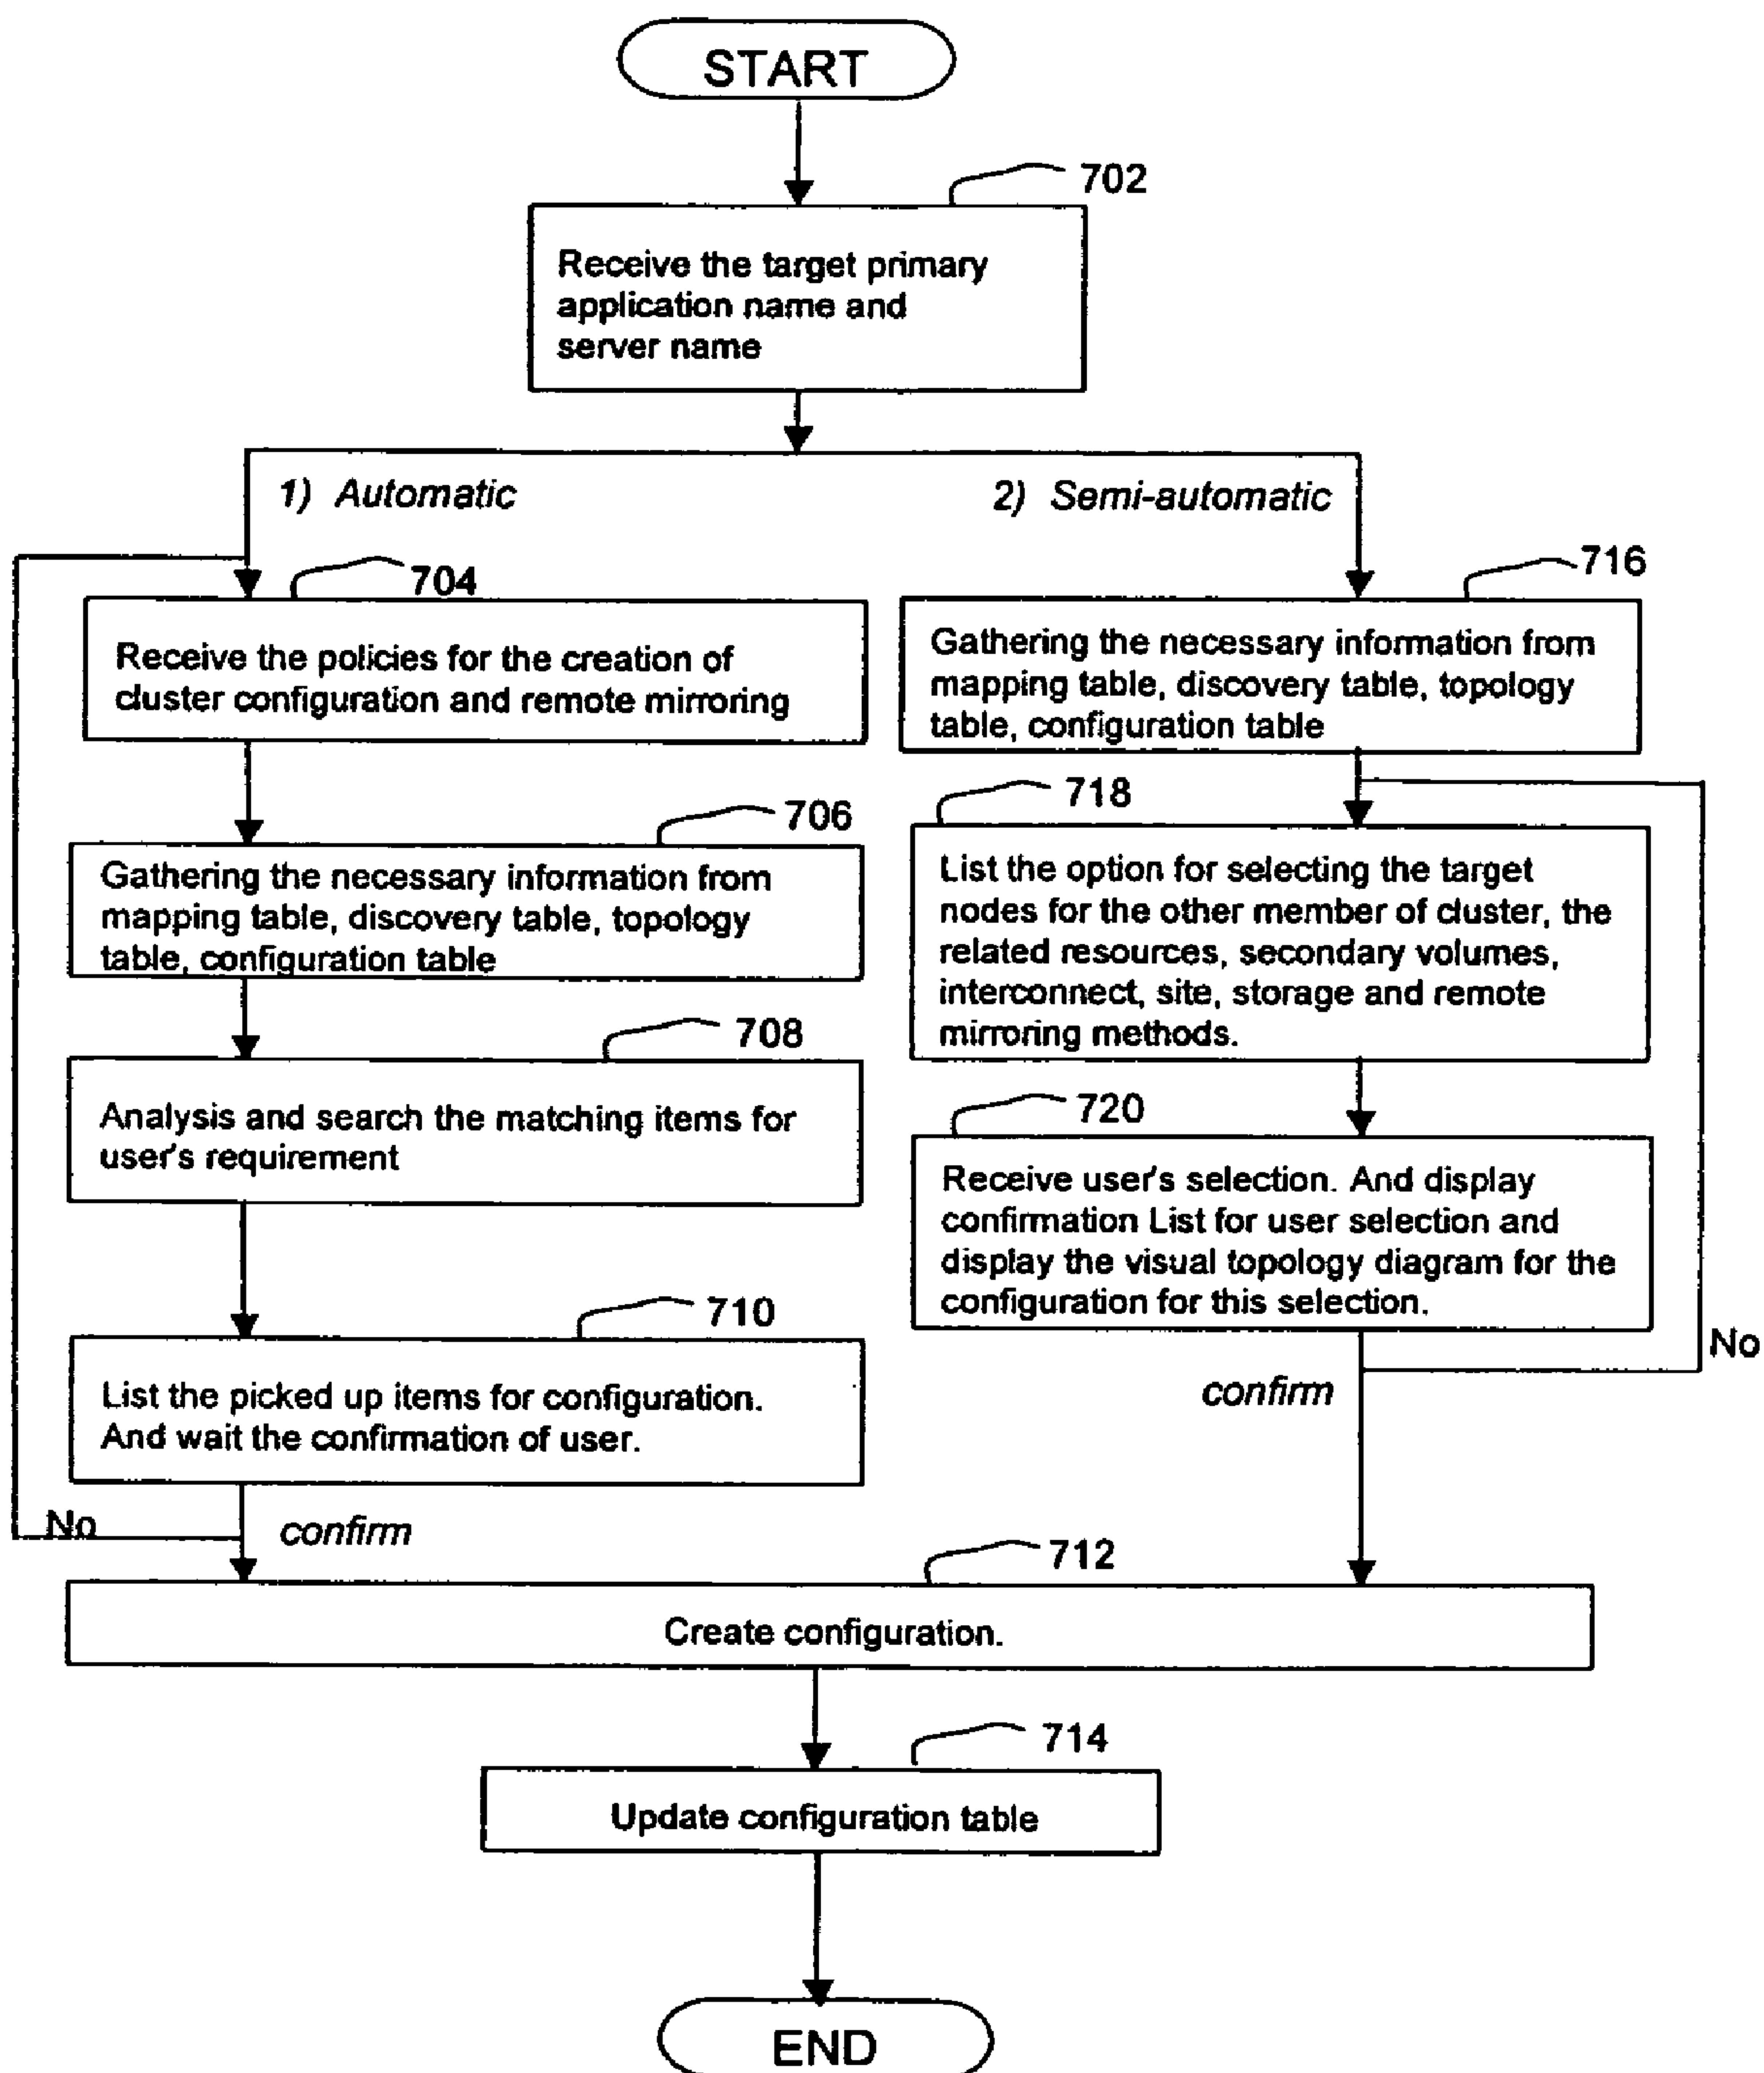 START
702
Receive the target primary
application name and
server name
1) Automatic
2) Semi-automatic
704
Receive the policies for the creation of
cluster configuration and remote mirroring
716
Gathering the necessary information from
mapping table, discovery table, topology
table, configuration table
706
Gathering the necessary information from
mapping table, discovery table, topology
table, configuration table
718
List the option for selecting the target
nodes for the other member of cluster, the
related resources, secondary volumes,
interconnect, site, storage and remote
mirroring methods.
708
Analysis and search the matching items for
user's requirement
720
Receive user's selection. And display
confirmation List for user selection and
display the visual topology diagram for the
configuration for this selection.
710
List the picked up items for configuration.
And wait the confirmation of user.
No
confirm
No
confirm
712
Create configuration.
714
Update configuration table
END